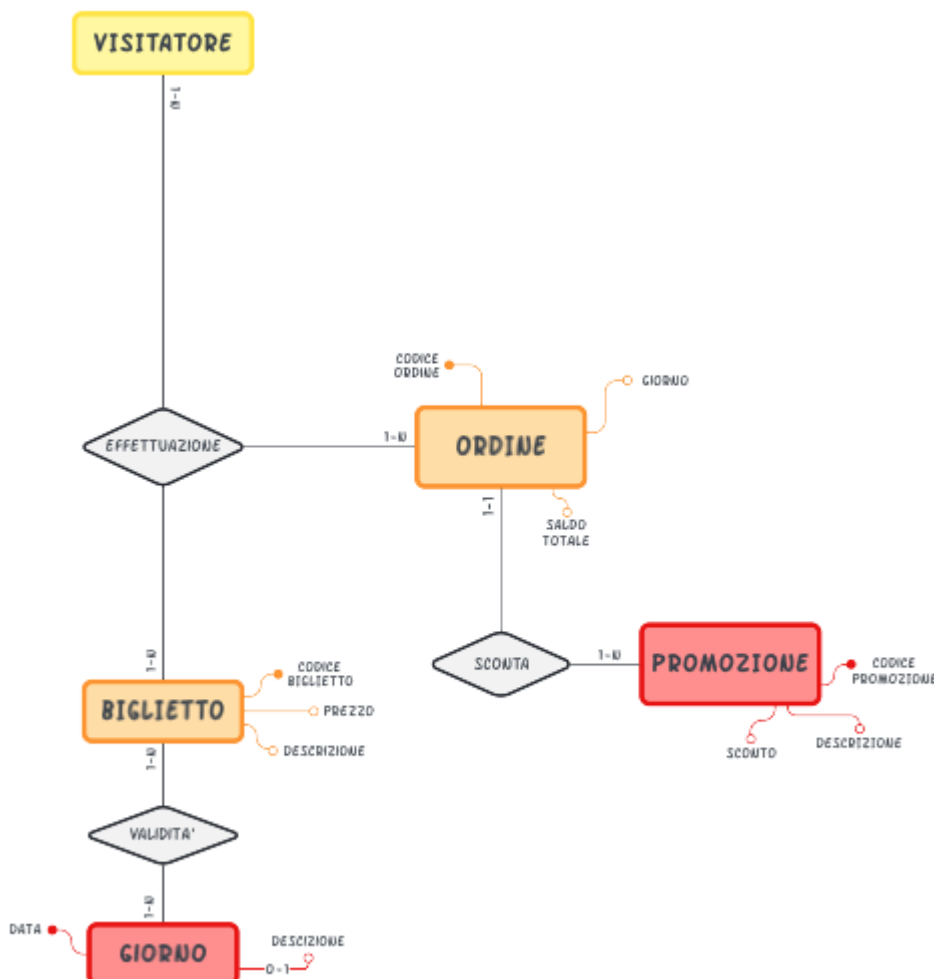 VISITATORE
1-N
CODICE
ORDINE
GIORNO
EFFETTUAZIONE
1-N
ORDINE
1-1
SALDO
TOTALE
1-N
SCONTA
1-N
PROMOZIONE
CODICE
PROMOZIONE
CODICE
BIGLIETTO
BIGLIETTO
PREZZO
DESCRIZIONE
SCONTO
DESCRIZIONE
1-N
VALIDITA'
1-N
DATA
GIORNO
DESCIZIONE
0-1